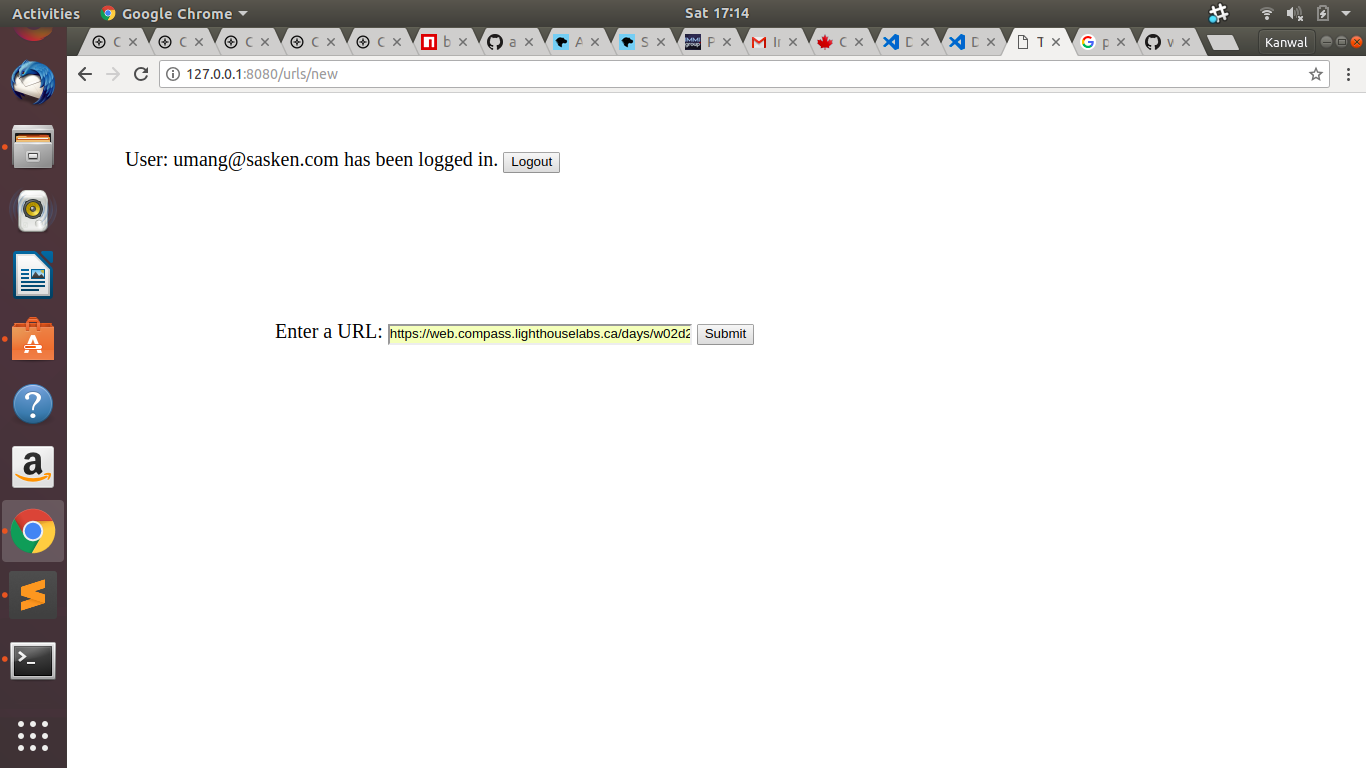 Activities Google Chrome Sat 17:14
C C C C C b a A S P In C D D T p v Kanwal
127.0.0.1:8080/urls/new
User: umang@sasken.com has been logged in. Logout
Enter a URL: https://web.compass.lighthouselabs.ca/days/w02d2 Submit